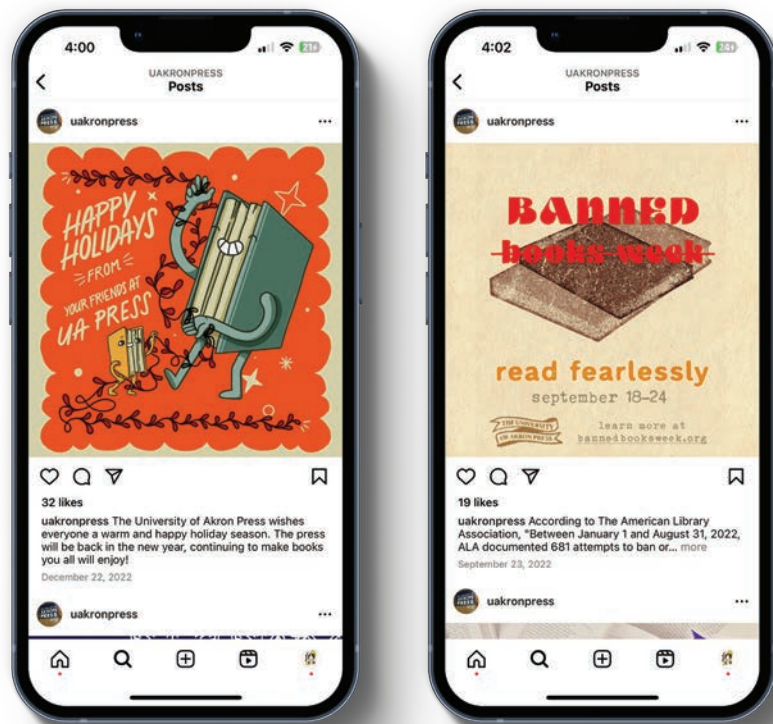 4:00
21
UAKRONPRESS
Posts
uakronpress
HAPPY
HOLIDAYS
FROM
YOUR FRIENDS AT
UA PRESS
32 likes
uakronpress The University of Akron Press wishes
everyone a warm and happy holiday season. The press
will be back in the new year, continuing to make books
you all will enjoy!
December 22, 2022
uakronpress
4:02
24
UAKRONPRESS
Posts
uakronpress
BANNED
books week
read fearlessly
september 18-24
THE UNIVERSITY
OF AKRON PRESS
learn more at
bannedbooksweek.org
19 likes
uakronpress According to The American Library
Association, "Between January 1 and August 31, 2022,
ALA documented 681 attempts to ban or... more
September 23, 2022
uakronpress